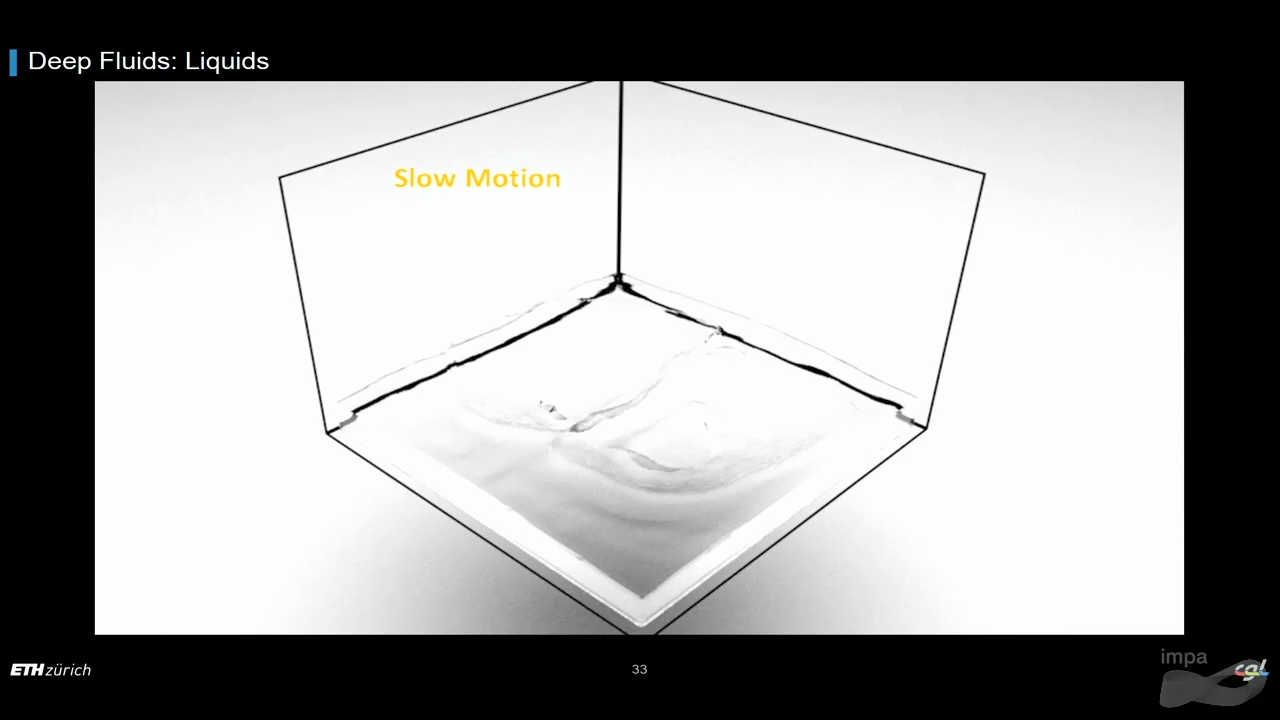 Deep Fluids: Liquids
Slow Motion
ETH zürich
33
impa
cgl